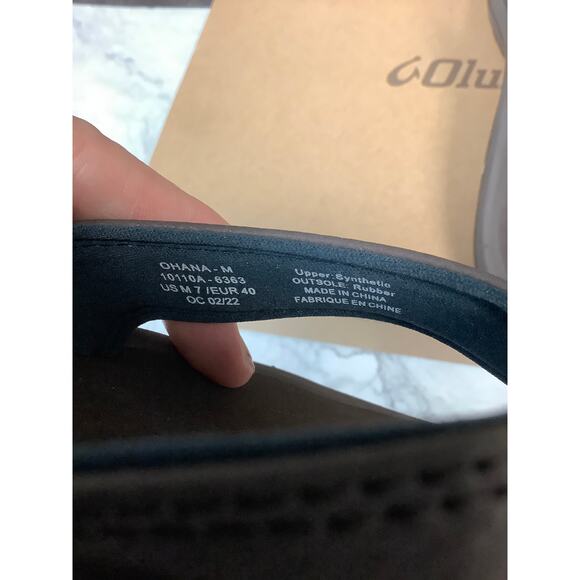 Olu
OHANA - M
10110A - 6363
US M 7 /EUR 40
OC 02/22
Upper: Synthetic
OUTSOLE: Rubber
MADE IN CHINA
FABRIQUE EN CHINE